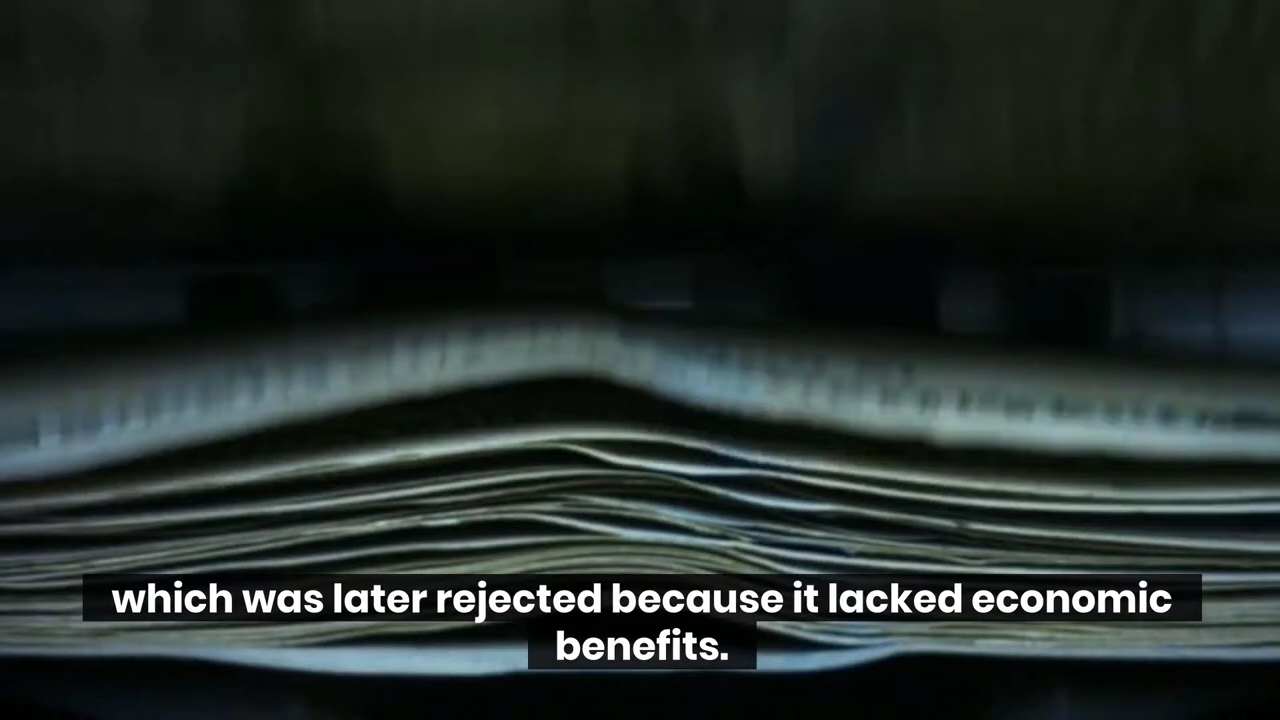 which was later rejected because it lacked economic
benefits.